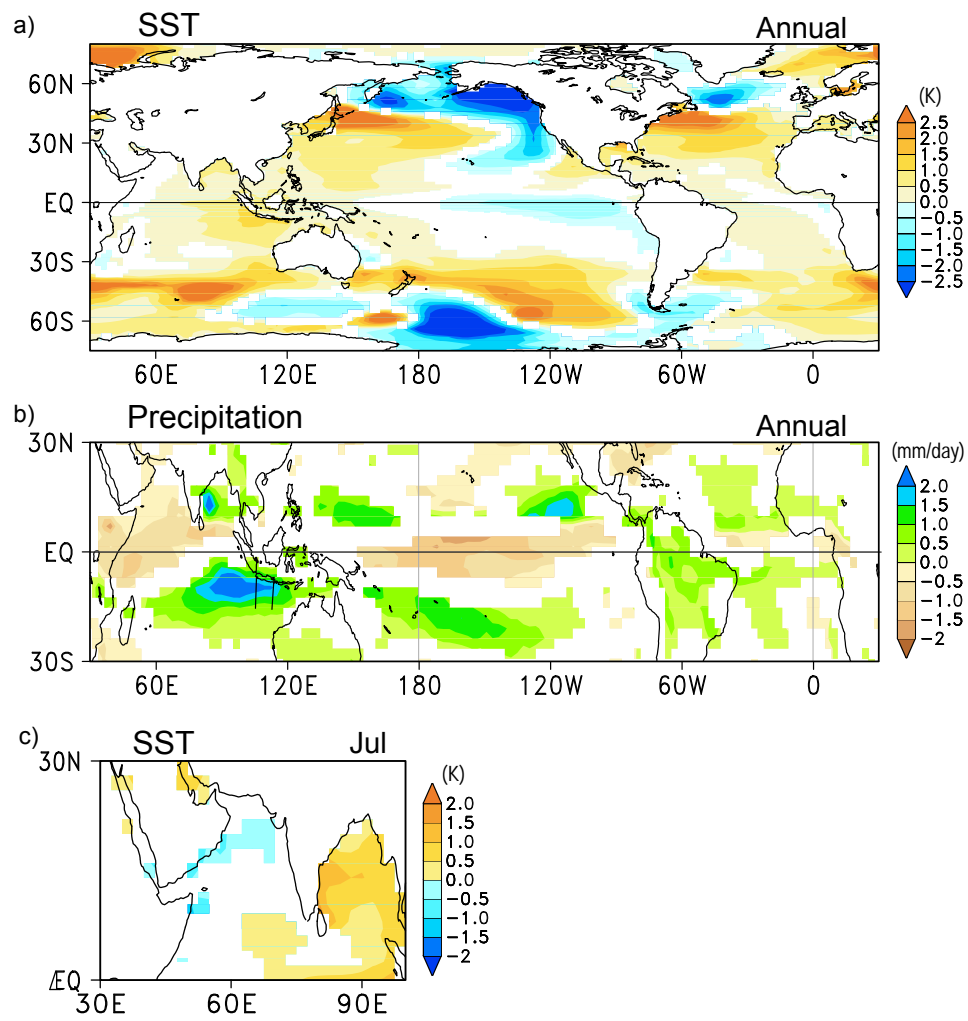 a) SST Annual
60N
30N
EQ
30S
60S
60E 120E 180 120W 60W 0
(K)
2.5
2.0
1.5
1.0
0.5
0.0
−0.5
−1.0
−1.5
−2.0
−2.5
b) Precipitation Annual
30N
EQ
30S
60E 120E 180 120W 60W 0
(mm/day)
2.0
1.5
1.0
0.5
0.0
−0.5
−1.0
−1.5
−2
c) SST Jul
30N
EQ
30E 60E 90E
(K)
2.0
1.5
1.0
0.5
0.0
−0.5
−1.0
−1.5
−2